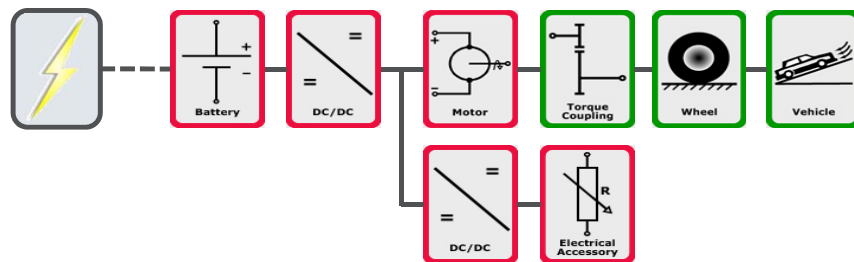 +
−
Battery
=
=
DC/DC
+
−
Motor
Torque
Coupling
Wheel
Vehicle
=
=
DC/DC
R
Electrical
Accessory